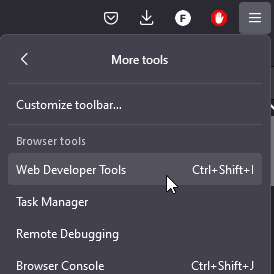 F
More tools
Customize toolbar...
Browser tools
Web Developer Tools Ctrl+Shift+I
Task Manager
Remote Debugging
Browser Console Ctrl+Shift+J